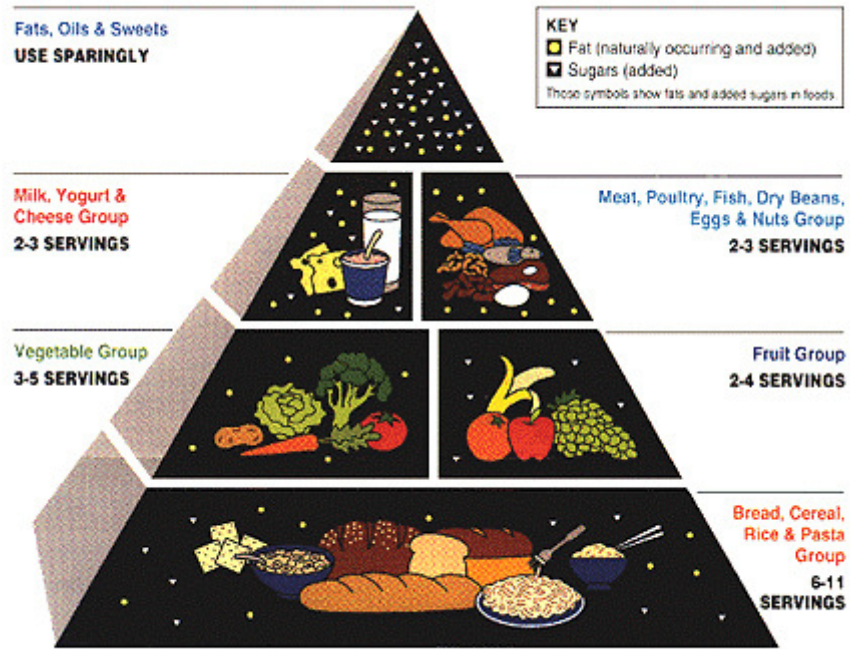 Fats, Oils & Sweets
USE SPARINGLY
KEY
Fat (naturally occurring and added)
Sugars (added)
These symbols show fats and added sugars in foods.
Milk, Yogurt &
Cheese Group
2-3 SERVINGS
Meat, Poultry, Fish, Dry Beans,
Eggs & Nuts Group
2-3 SERVINGS
Vegetable Group
3-5 SERVINGS
Fruit Group
2-4 SERVINGS
Bread, Cereal,
Rice & Pasta
Group
6-11
SERVINGS